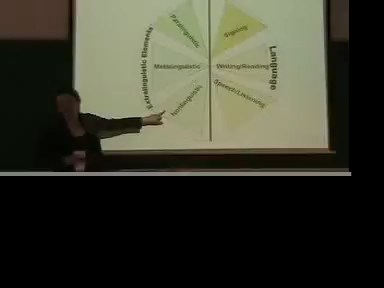 Paralinguistic
Signing
Extralinguistic Elements
Metalinguistic
Writing/Reading
Language
Nonlinguistic
Speech/Listening